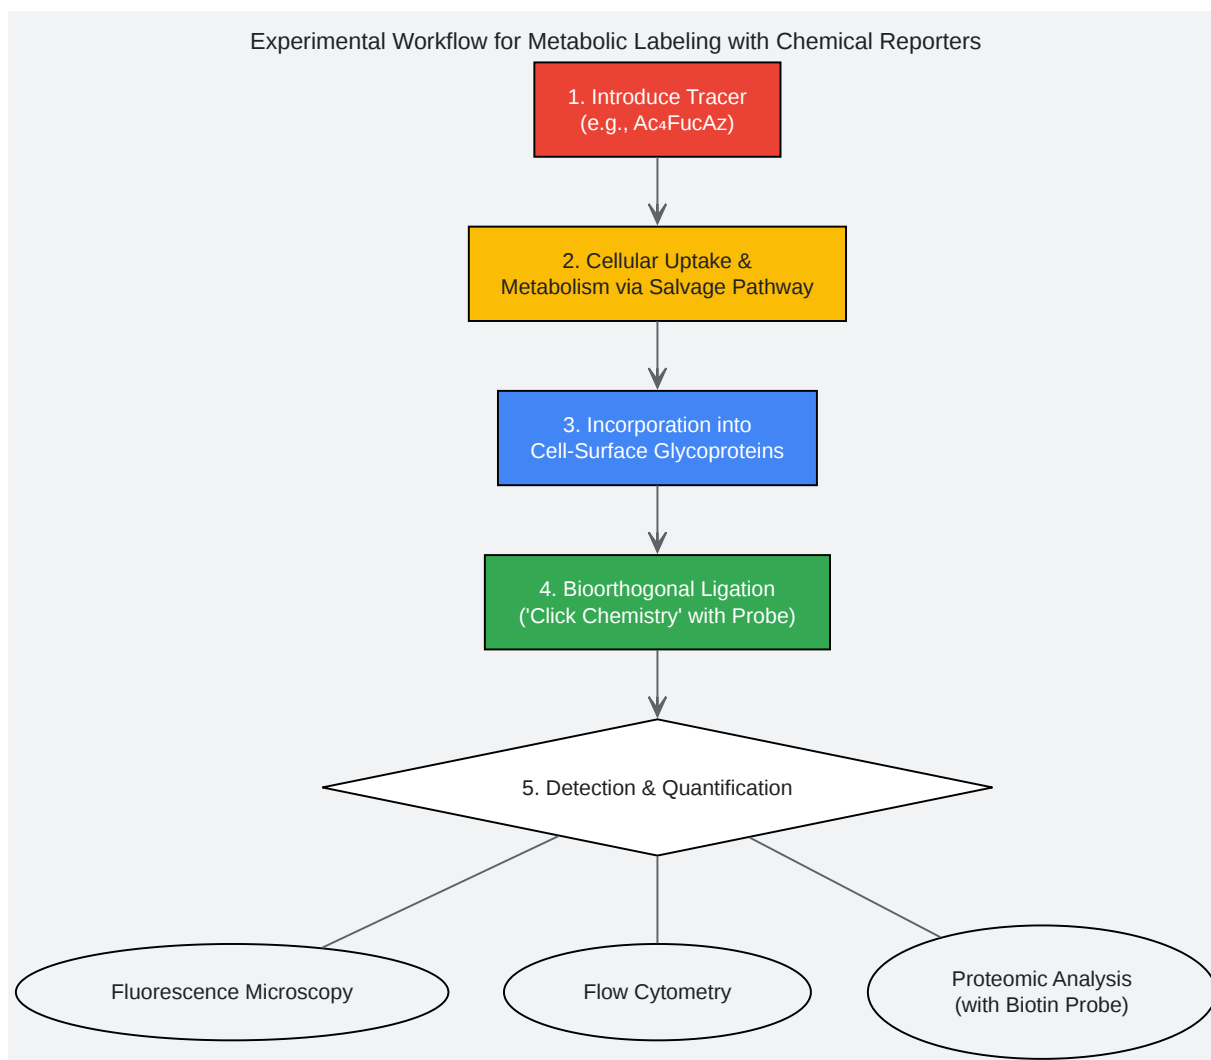 Experimental Workflow for Metabolic Labeling with Chemical Reporters
1. Introduce Tracer
(e.g., Ac₄FucAz)
2. Cellular Uptake &
Metabolism via Salvage Pathway
3. Incorporation into
Cell-Surface Glycoproteins
4. Bioorthogonal Ligation
('Click Chemistry' with Probe)
5. Detection & Quantification
Fluorescence Microscopy
Flow Cytometry
Proteomic Analysis
(with Biotin Probe)